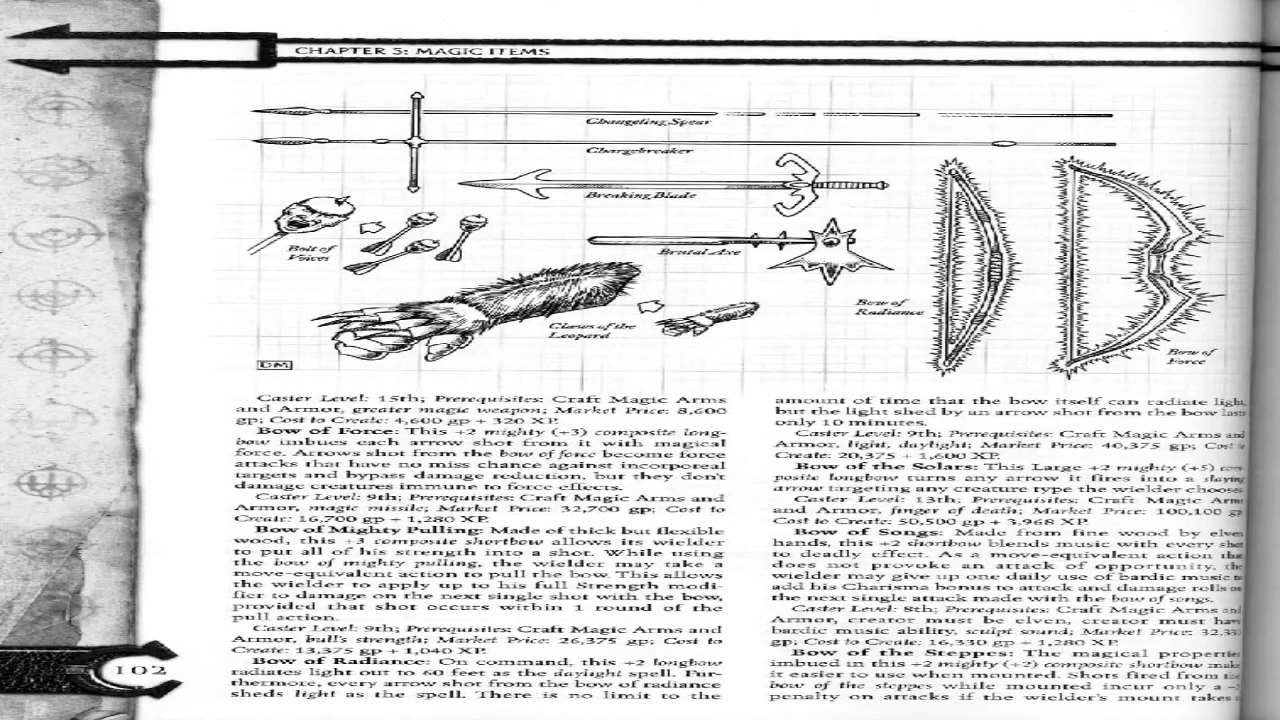 CHAPTER 5: MAGIC ITEMS
Changeling Spear
Chargebreaker
Breaking Blade
Bolt of
Voices
Brutal Axe
Claws of the
Leopard
Bow of
Radiance
Bow of
Force
DM
Caster Level: 15th; Prerequisites: Craft Magic Arms
and Armor, greater magic weapon; Market Price: 8,600
gp; Cost to Create: 4,600 gp + 320 XP.
Bow of Force: This +2 mighty (+3) composite long-
bow imbues each arrow shot from it with magical
force. Arrows shot from the bow of force become force
attacks that have no miss chance against incorporeal
targets and bypass damage reduction, but they don't
damage creatures immune to force effects.
Caster Level: 9th; Prerequisites: Craft Magic Arms and
Armor, magic missile; Market Price: 32,700 gp; Cost to
Create: 16,700 gp + 1,280 XP.
Bow of Mighty Pulling: Made of thick but flexible
wood, this +3 composite shortbow allows its wielder
to put all of his strength into a shot. While using
the bow of mighty pulling, the wielder may take a
move-equivalent action to pull the bow. This allows
the wielder to apply up to his full Strength modi-
fier to damage on the next single shot with the bow,
provided that shot occurs within 1 round of the
pull action.
Caster Level: 9th; Prerequisites: Craft Magic Arms and
Armor, bull's strength; Market Price: 26,375 gp; Cost to
Create: 13,375 gp + 1,040 XP.
Bow of Radiance: On command, this +2 longbow
radiates light out to 60 feet as the daylight spell. Fur-
thermore, every arrow shot from the bow of radiance
sheds light as the spell. There is no limit to the
amount of time that the bow itself can radiate light,
but the light shed by an arrow shot from the bow lasts
only 10 minutes.
Caster Level: 9th; Prerequisites: Craft Magic Arms and
Armor, light, daylight; Market Price: 40,375 gp; Cost to
Create: 20,375 + 1,600 XP.
Bow of the Solars: This Large +2 mighty (+5) com-
posite longbow turns any arrow it fires into a slaying
arrow targeting any creature type the wielder chooses.
Caster Level: 13th; Prerequisites: Craft Magic Arms
and Armor, finger of death; Market Price: 100,100 gp
Cost to Create: 50,500 gp + 3,968 XP.
Bow of Songs: Made from fine wood by elven
hands, this +2 shortbow blends music with every shot
to deadly effect. As a move-equivalent action that
does not provoke an attack of opportunity, the
wielder may give up one daily use of bardic music to
add his Charisma bonus to attack and damage rolls on
the next single attack made with the bow of songs.
Caster Level: 8th; Prerequisites: Craft Magic Arms and
Armor, creator must be elven, creator must have
bardic music ability, sculpt sound; Market Price: 32,33
gp; Cost to Create: 16,330 gp + 1,280 XP.
Bow of the Steppes: The magical properties
imbued in this +2 mighty (+2) composite shortbow make
it easier to use when mounted. Shots fired from the
bow of the steppes while mounted incur only a
penalty on attacks if the wielder's mount takes
102